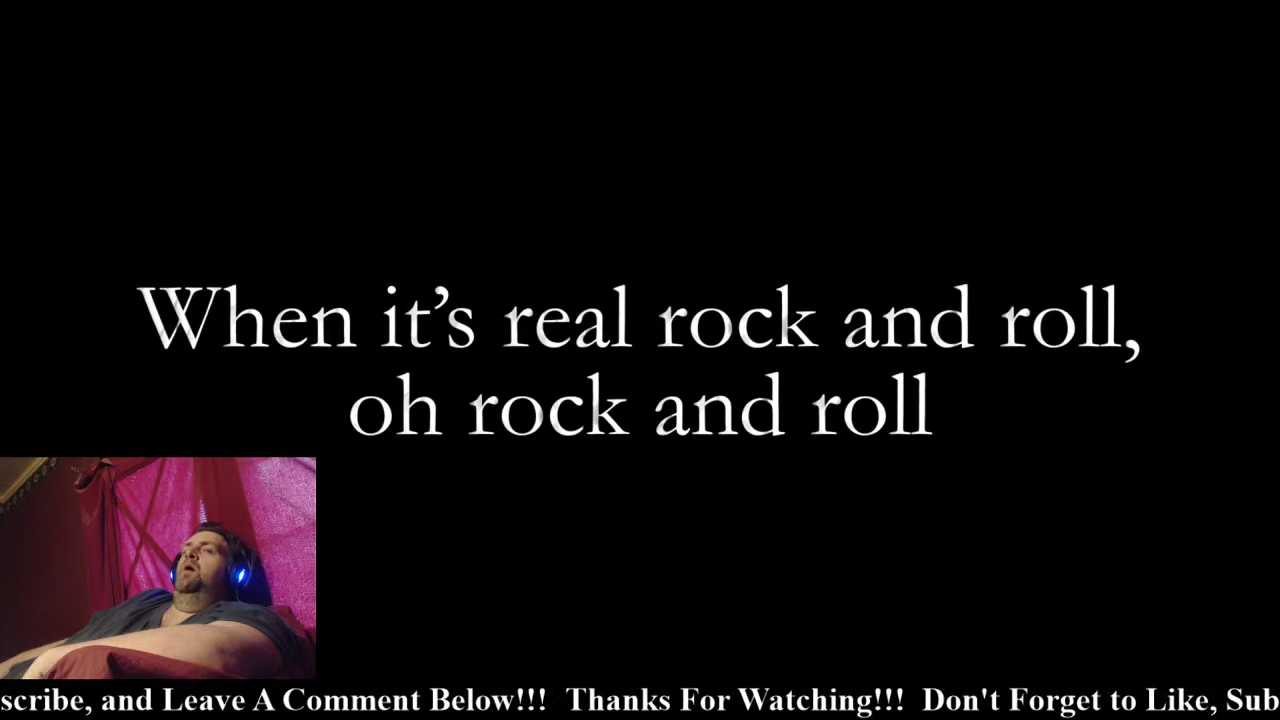 When it’s real rock and roll,
oh rock and roll
scribe, and Leave A Comment Below!!! Thanks For Watching!!! Don't Forget to Like, Sub